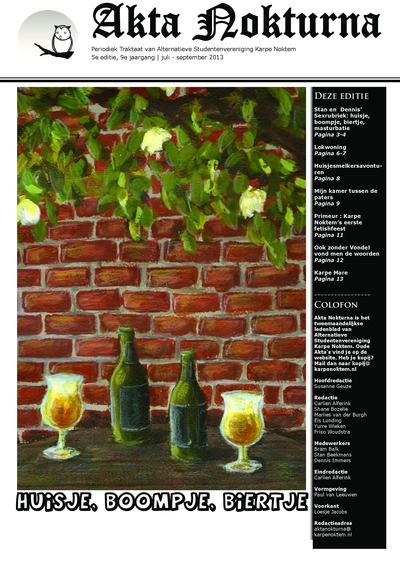 Akta Nokturna
Periodiek Traktaat van Alternatieve Studentenvereniging Karpe Noktem
5e editie, 9e jaargang | juli - september 2013
Deze editie
Stan en Dennis'
Sexrubriek: huisje,
boompje, biertje,
masturbatie
Pagina 3-4
Lokwoning
Pagina 6-7
Huisjesmelkersavontu-
ren
Pagina 8
Mijn kamer tussen de
paters
Pagina 9
Primeur : Karpe
Noktem's eerste
fetishfeest
Pagina 11
Ook zonder Vondel
vond men de woorden
Pagina 12
Karpe Mare
Pagina 13
Colofon
Akta Nokturna is het
tweemaandelijkse
ledenblad van
Alternatieve
Studentenvereniging
Karpe Noktem. Oude
Akta's vind je op de
website. Heb je kopij?
Mail dan naar kopij@
karpenoktem.nl
Hoofdredactie
Susanne Geuze
Redactie
Carlien Alferink
Shane Bozelie
Marlies van der Burgh
Els Lunding
Yurre Wieken
Friso Woudstra
Medewerkers
Bram Balk
Stan Beekmans
Dennis Immers
Eindredactie
Carlien Alferink
Vormgeving
Paul van Leeuwen
Voorkant
Loesje Jacobs
Redactieadres
aktanokturna@
karpenoktem.nl
Huisje, boompje, biertje